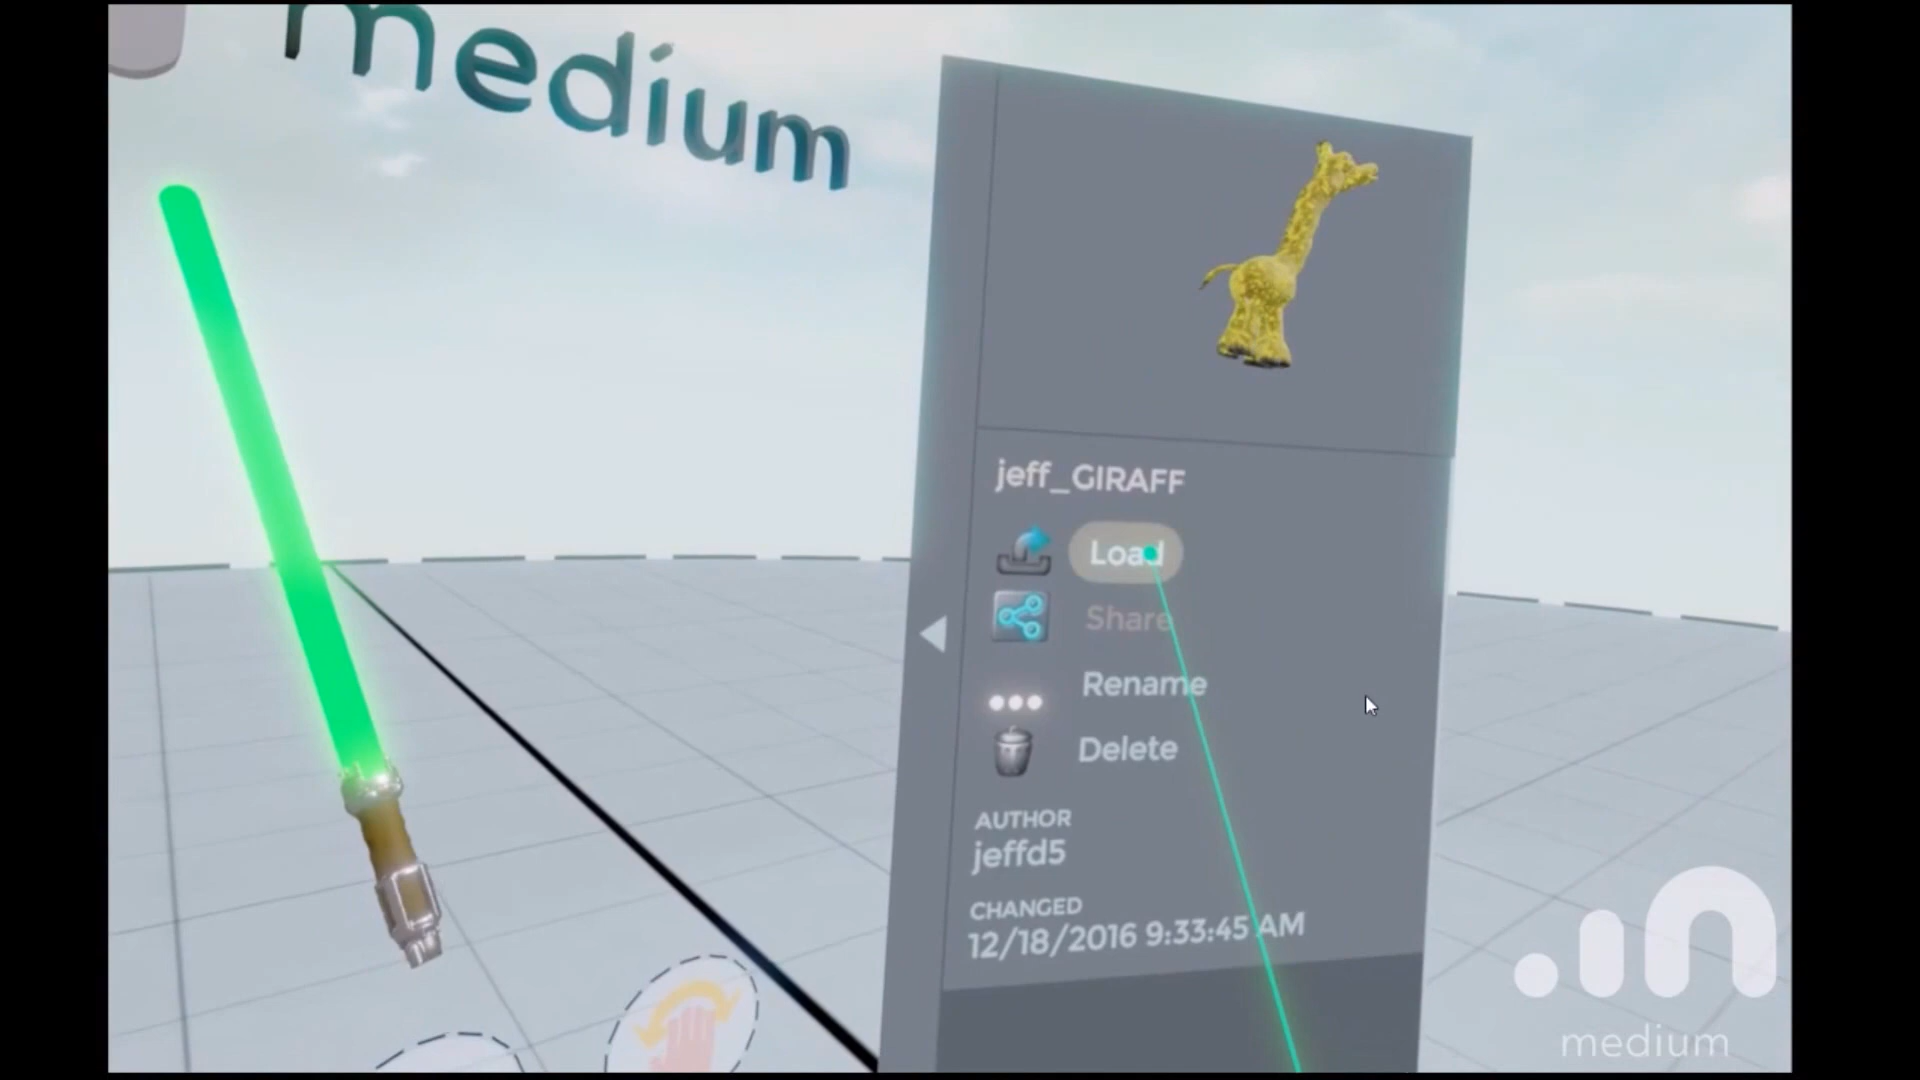 medium
jeff_GIRAFF
Load
Share
Rename
Delete
AUTHOR
jeffd5
CHANGED
12/18/2016 9:33:45 AM
medium